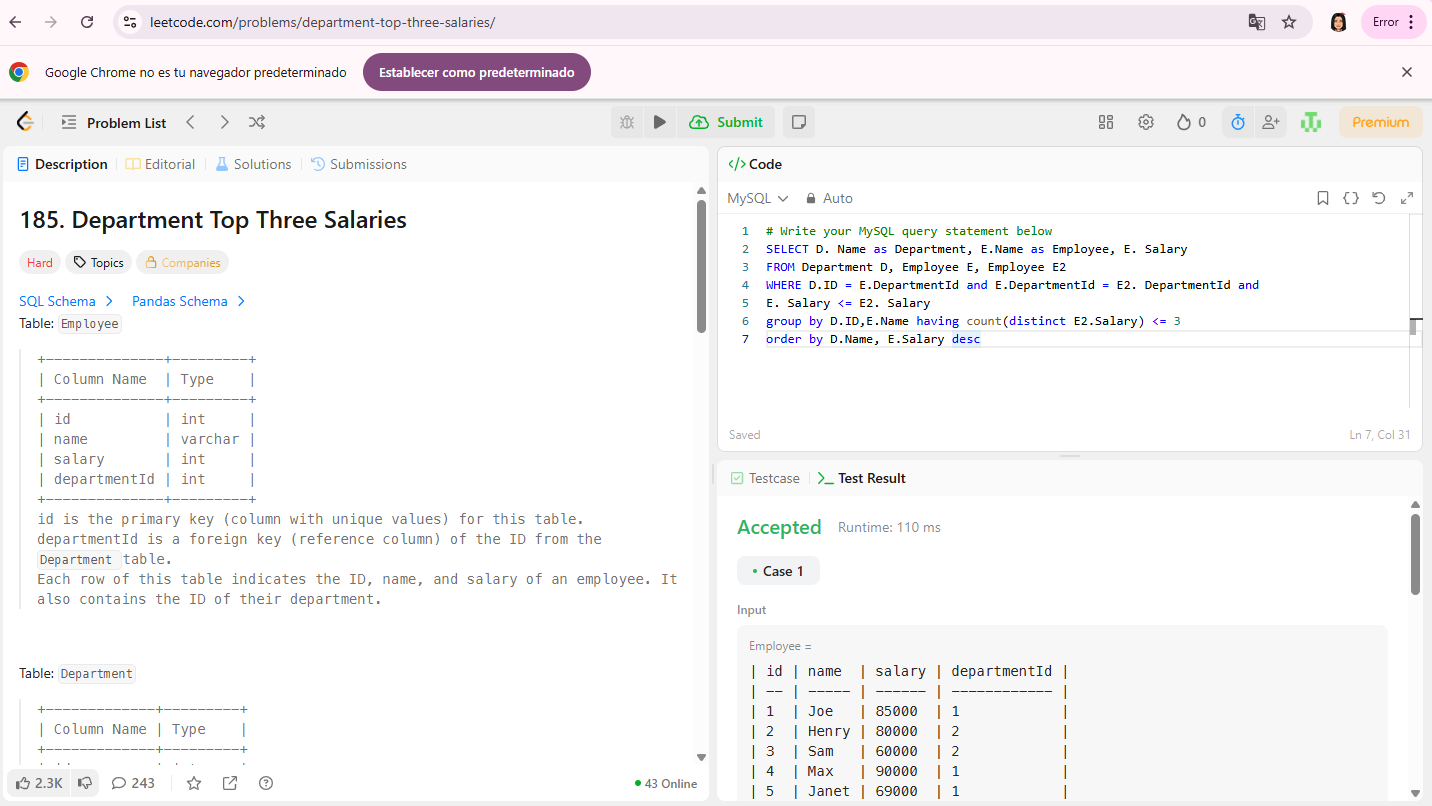 leetcode.com/problems/department-top-three-salaries/
Error
Google Chrome no es tu navegador predeterminado
Establecer como predeterminado
Problem List
Submit
0
Premium
Description
Editorial
Solutions
Submissions
185. Department Top Three Salaries
Hard
Topics
Companies
SQL Schema
Pandas Schema
Table: Employee
+--------------+---------+
| Column Name  | Type    |
+--------------+---------+
| id           | int     |
| name         | varchar |
| salary       | int     |
| departmentId | int     |
+--------------+---------+
id is the primary key (column with unique values) for this table.
departmentId is a foreign key (reference column) of the ID from the
Department table.
Each row of this table indicates the ID, name, and salary of an employee. It
also contains the ID of their department.
Table: Department
+-------------+---------+
| Column Name | Type    |
+-------------+---------+
2.3K
243
43 Online
Code
MySQL
Auto
1 # Write your MySQL query statement below
2 SELECT D. Name as Department, E.Name as Employee, E. Salary
3 FROM Department D, Employee E, Employee E2
4 WHERE D.ID = E.DepartmentId and E.DepartmentId = E2. DepartmentId and
5 E. Salary <= E2. Salary
6 group by D.ID,E.Name having count(distinct E2.Salary) <= 3
7 order by D.Name, E.Salary desc
Saved
Ln 7, Col 31
Testcase
Test Result
Accepted
Runtime: 110 ms
Case 1
Input
Employee =
| id | name  | salary | departmentId |
| -- | ----- | ------ | ------------ |
| 1  | Joe   | 85000  | 1            |
| 2  | Henry | 80000  | 2            |
| 3  | Sam   | 60000  | 2            |
| 4  | Max   | 90000  | 1            |
| 5  | Janet | 69000  | 1            |